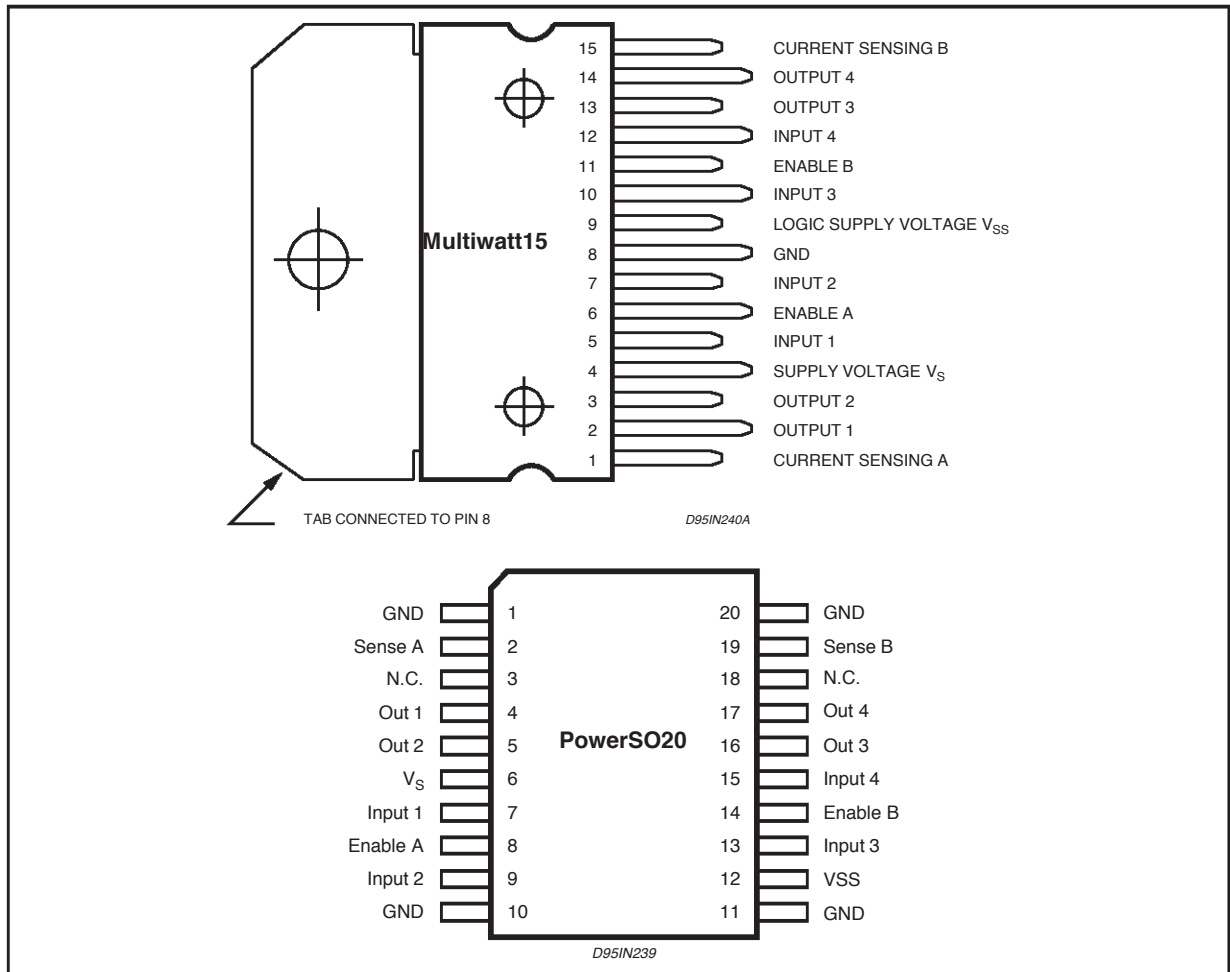 15 CURRENT SENSING B
14 OUTPUT 4
13 OUTPUT 3
12 INPUT 4
11 ENABLE B
10 INPUT 3
9 LOGIC SUPPLY VOLTAGE VSS
Multiwatt15
8 GND
7 INPUT 2
6 ENABLE A
5 INPUT 1
4 SUPPLY VOLTAGE VS
3 OUTPUT 2
2 OUTPUT 1
1 CURRENT SENSING A
TAB CONNECTED TO PIN 8
D95IN240A
GND 1 20 GND
Sense A 2 19 Sense B
N.C. 3 18 N.C.
Out 1 4 17 Out 4
PowerSO20
Out 2 5 16 Out 3
VS 6 15 Input 4
Input 1 7 14 Enable B
Enable A 8 13 Input 3
Input 2 9 12 VSS
GND 10 11 GND
D95IN239